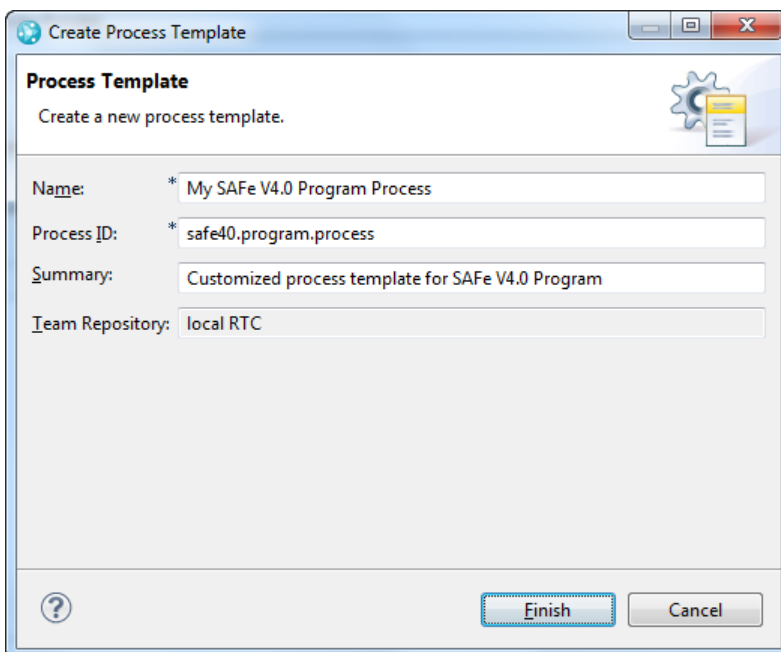 Create Process Template
Process Template
Create a new process template.
Name: * My SAFe V4.0 Program Process
Process ID: * safe40.program.process
Summary: Customized process template for SAFe V4.0 Program
Team Repository: local RTC
? Finish Cancel